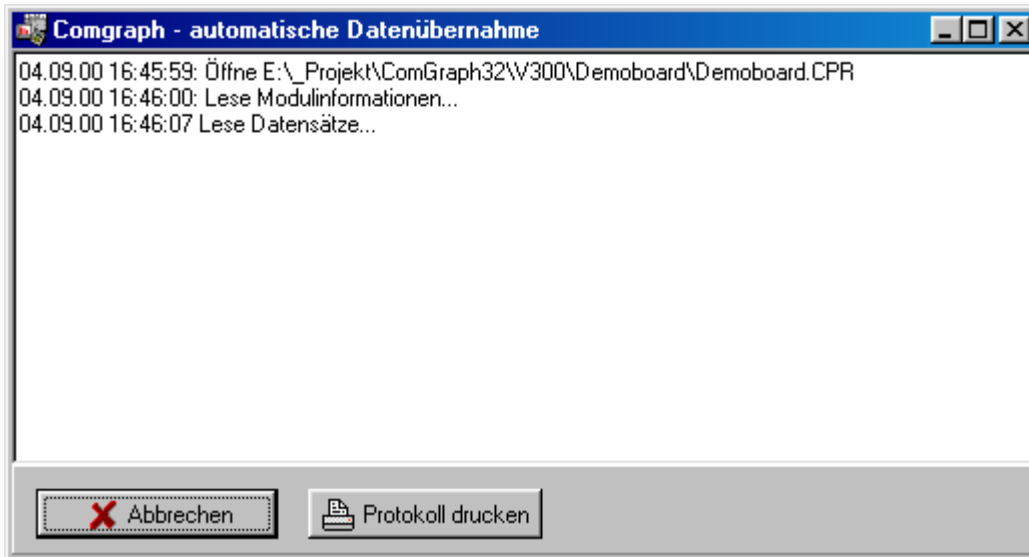 Comgraph - automatische Datenübernahme
04.09.00 16:45:59: Öffne E:\_Projekt\ComGraph32\V300\Demoboard\Demoboard.CPR
04.09.00 16:46:00: Lese Modulinformationen...
04.09.00 16:46:07 Lese Datensätze...
Abbrechen
Protokoll drucken